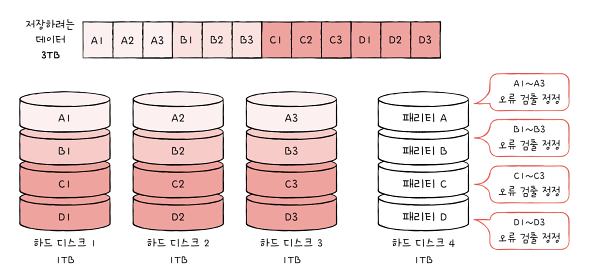 저장하려는
데이터
3TB
A1 A2 A3 B1 B2 B3 C1 C2 C3 D1 D2 D3
A1 A2 A3 패리티 A
B1 B2 B3 패리티 B
C1 C2 C3 패리티 C
D1 D2 D3 패리티 D
A1~A3
오류 검출 정정
B1~B3
오류 검출 정정
C1~C3
오류 검출 정정
D1~D3
오류 검출 정정
하드 디스크 1 하드 디스크 2 하드 디스크 3 하드 디스크 4
1TB 1TB 1TB 1TB